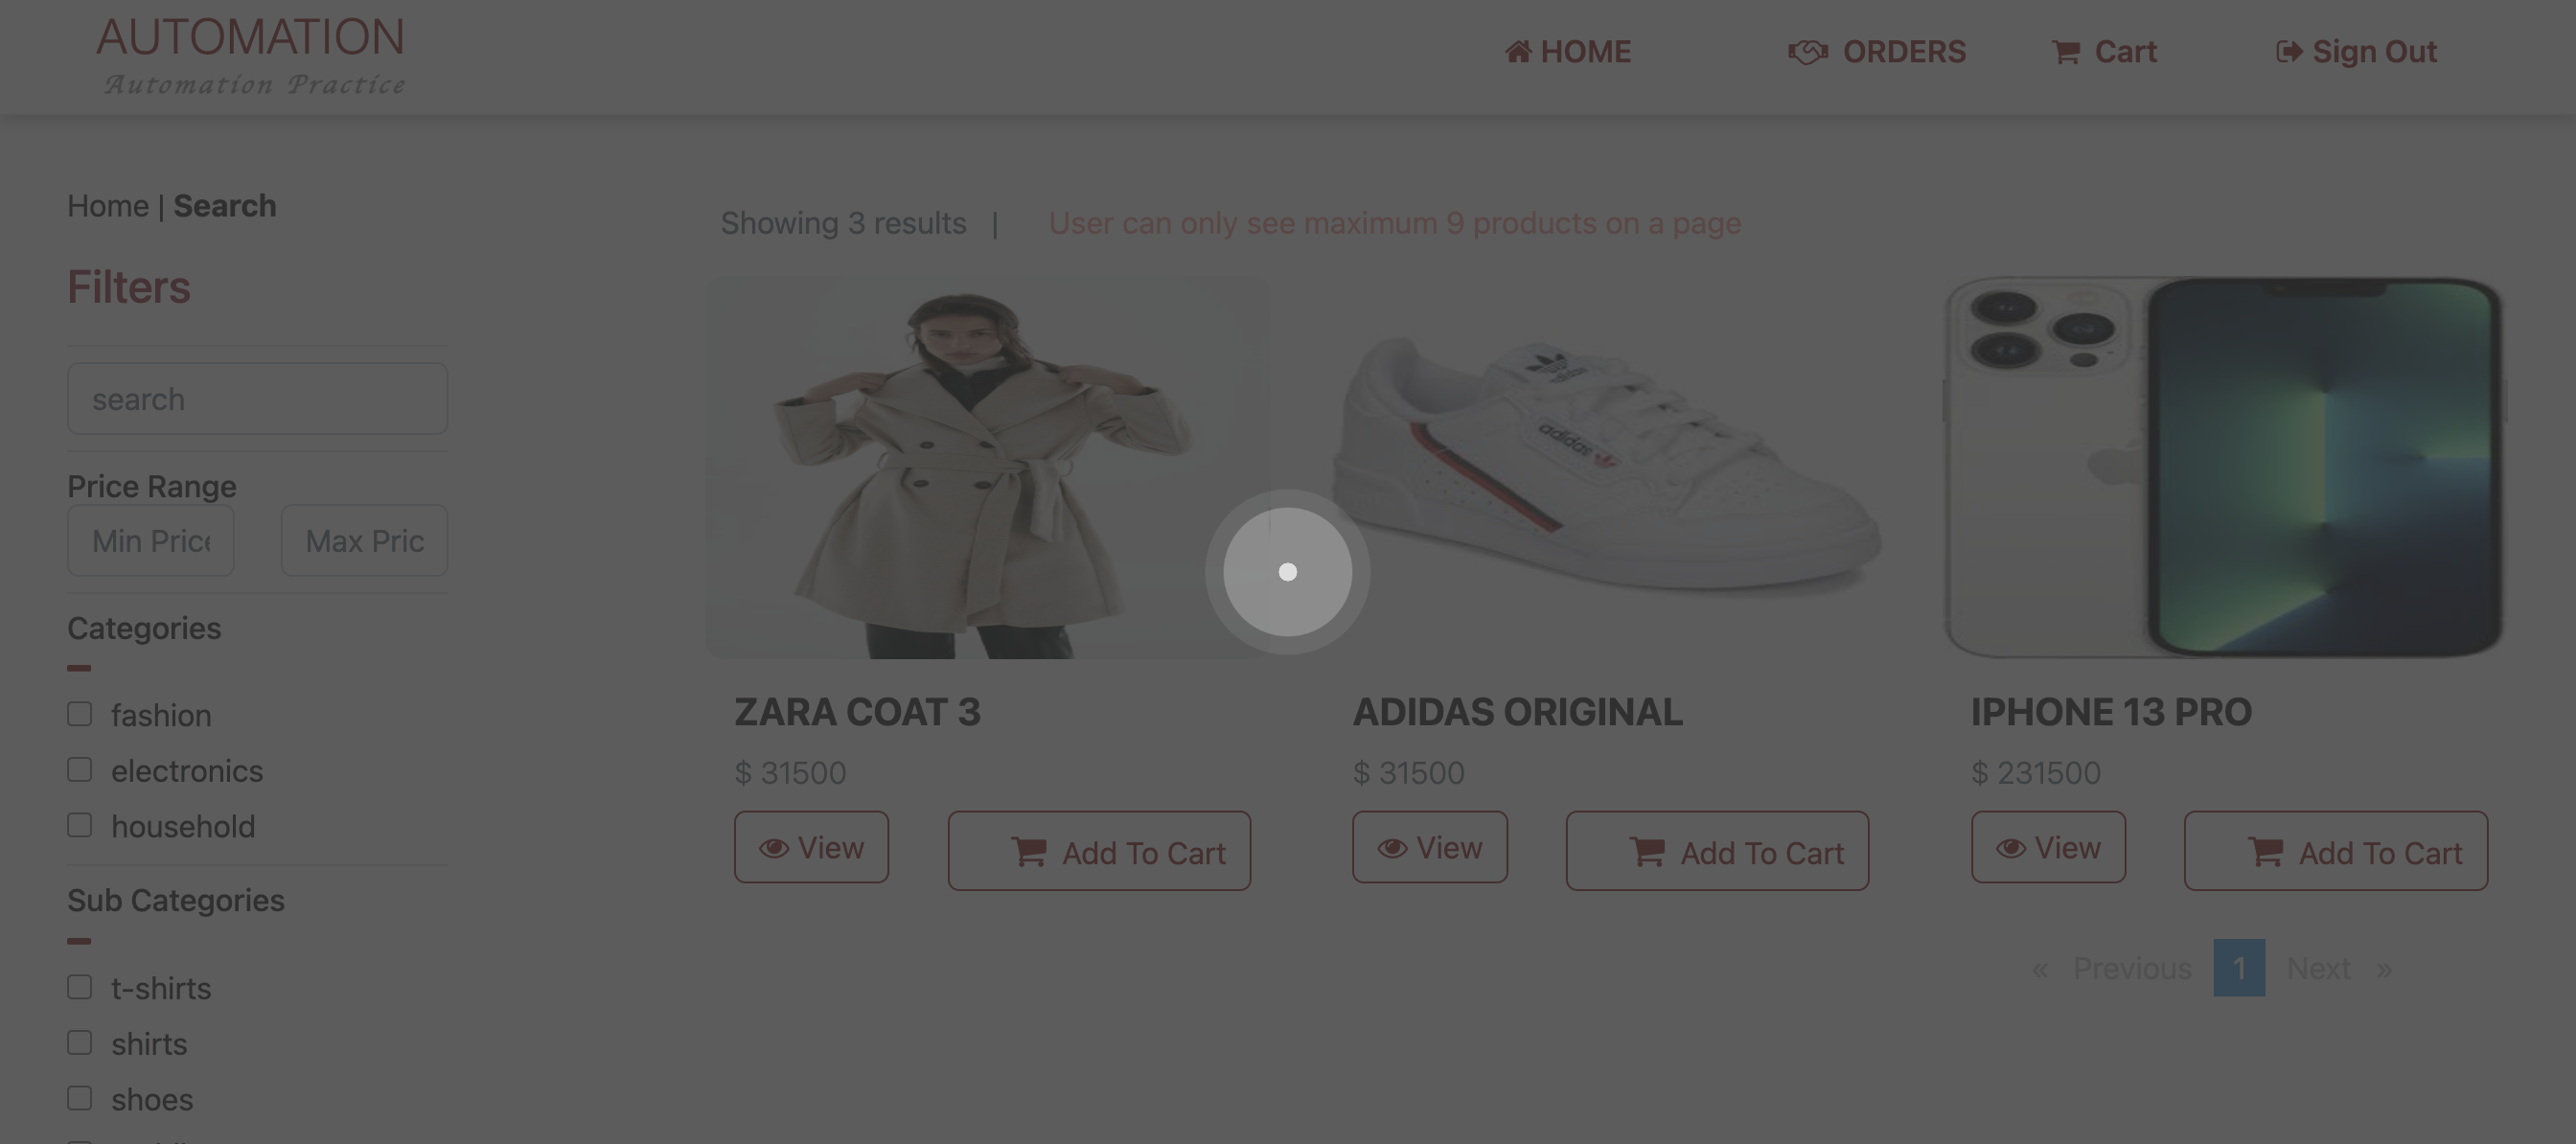 AUTOMATION
Automation Practice
HOME
ORDERS
Cart
Sign Out
Home | Search
Showing 3 results |
User can only see maximum 9 products on a page
Filters
search
Price Range
Min Price
Max Pric
Categories
fashion
electronics
household
Sub Categories
t-shirts
shirts
shoes
adidas
ZARA COAT 3
$ 31500
View
Add To Cart
ADIDAS ORIGINAL
$ 31500
View
Add To Cart
IPHONE 13 PRO
$ 231500
View
Add To Cart
« Previous 1 Next »